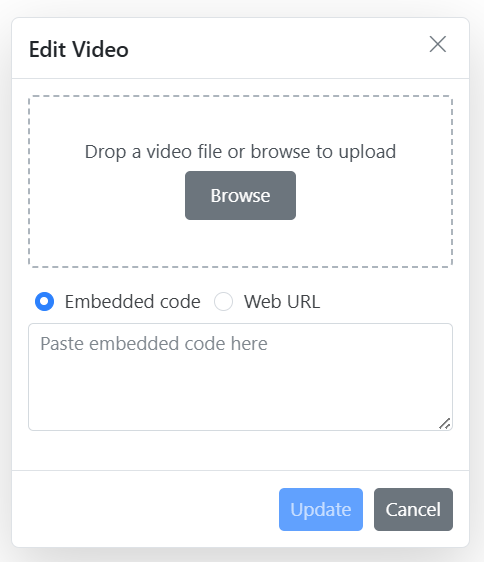 Edit Video
Drop a video file or browse to upload
Browse
Embedded code Web URL
Paste embedded code here
Update Cancel